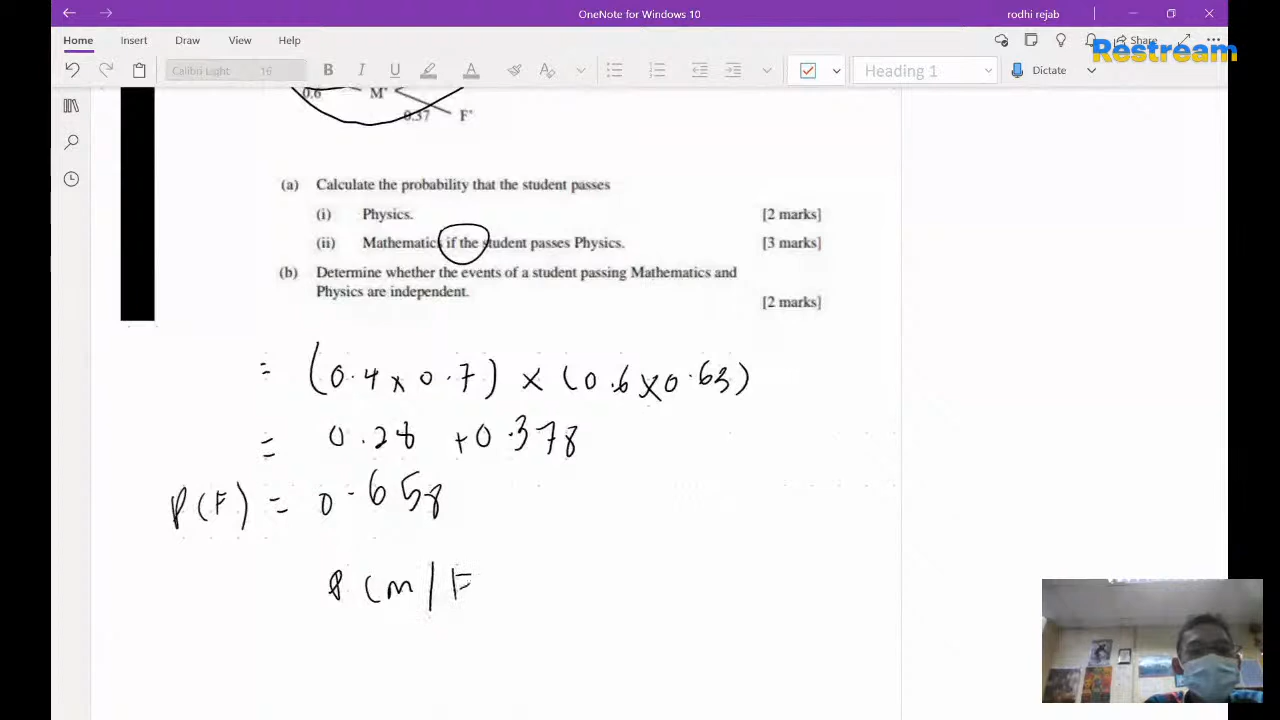 OneNote for Windows 10
rodhi rejab
Home Insert Draw View Help
Share
Restream
Calibri Light 16
B I U A
Heading 1
Dictate
0.6 M'
0.37 F'
(a) Calculate the probability that the student passes
(i) Physics. [2 marks]
(ii) Mathematics if the student passes Physics. [3 marks]
(b) Determine whether the events of a student passing Mathematics and
Physics are independent.
[2 marks]
= (0.4 x 0.7) x (0.6 x 0.63)
= 0.28 + 0.378
P(F) = 0.658
P(M/F